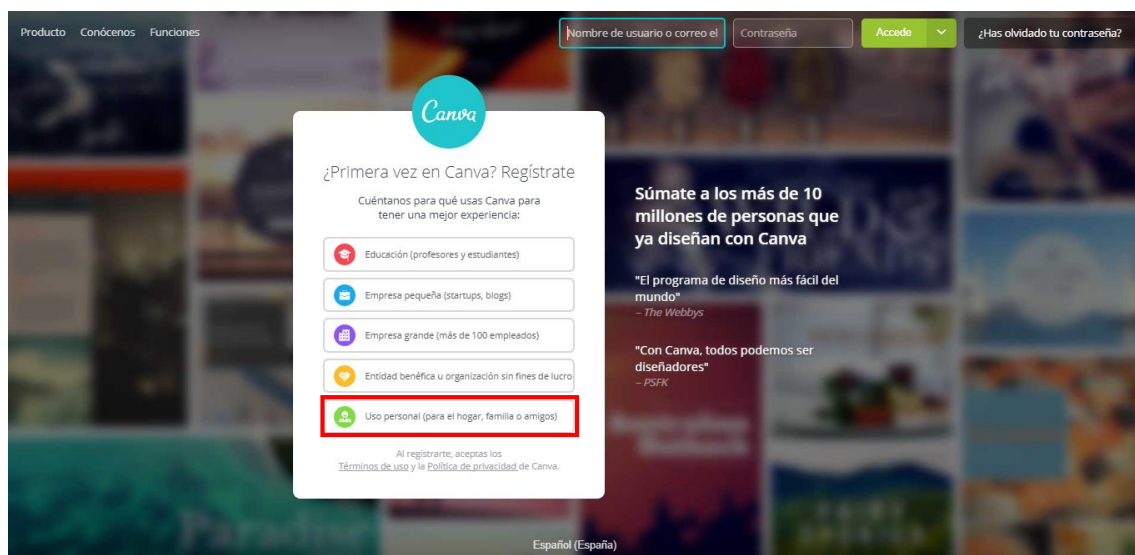 Producto Conócenos Funciones
Nombre de usuario o correo el
Contraseña
Accede
¿Has olvidado tu contraseña?
Canva
¿Primera vez en Canva? Regístrate
Cuéntanos para qué usas Canva para
tener una mejor experiencia:
Educación (profesores y estudiantes)
Empresa pequeña (startups, blogs)
Empresa grande (más de 100 empleados)
Entidad benéfica u organización sin fines de lucro
Uso personal (para el hogar, familia o amigos)
Al registrarte, aceptas los
Términos de uso y la Política de privacidad de Canva.
Súmate a los más de 10
millones de personas que
ya diseñan con Canva
"El programa de diseño más fácil del
mundo"
– The Webbys
"Con Canva, todos podemos ser
diseñadores"
– PSFK
Paradise
Español (España)